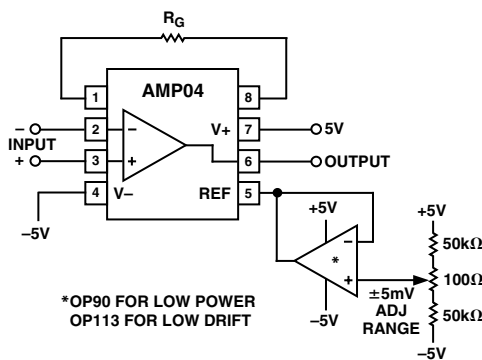 RG
AMP04
1
8
– 2 –
V+ 7 5V
INPUT
+ 3 +
6 OUTPUT
4 V–
REF 5
–5V
+5V
–
*
+
–5V
±5mV
ADJ
RANGE
+5V
50kΩ
100Ω
50kΩ
–5V
*OP90 FOR LOW POWER
OP113 FOR LOW DRIFT